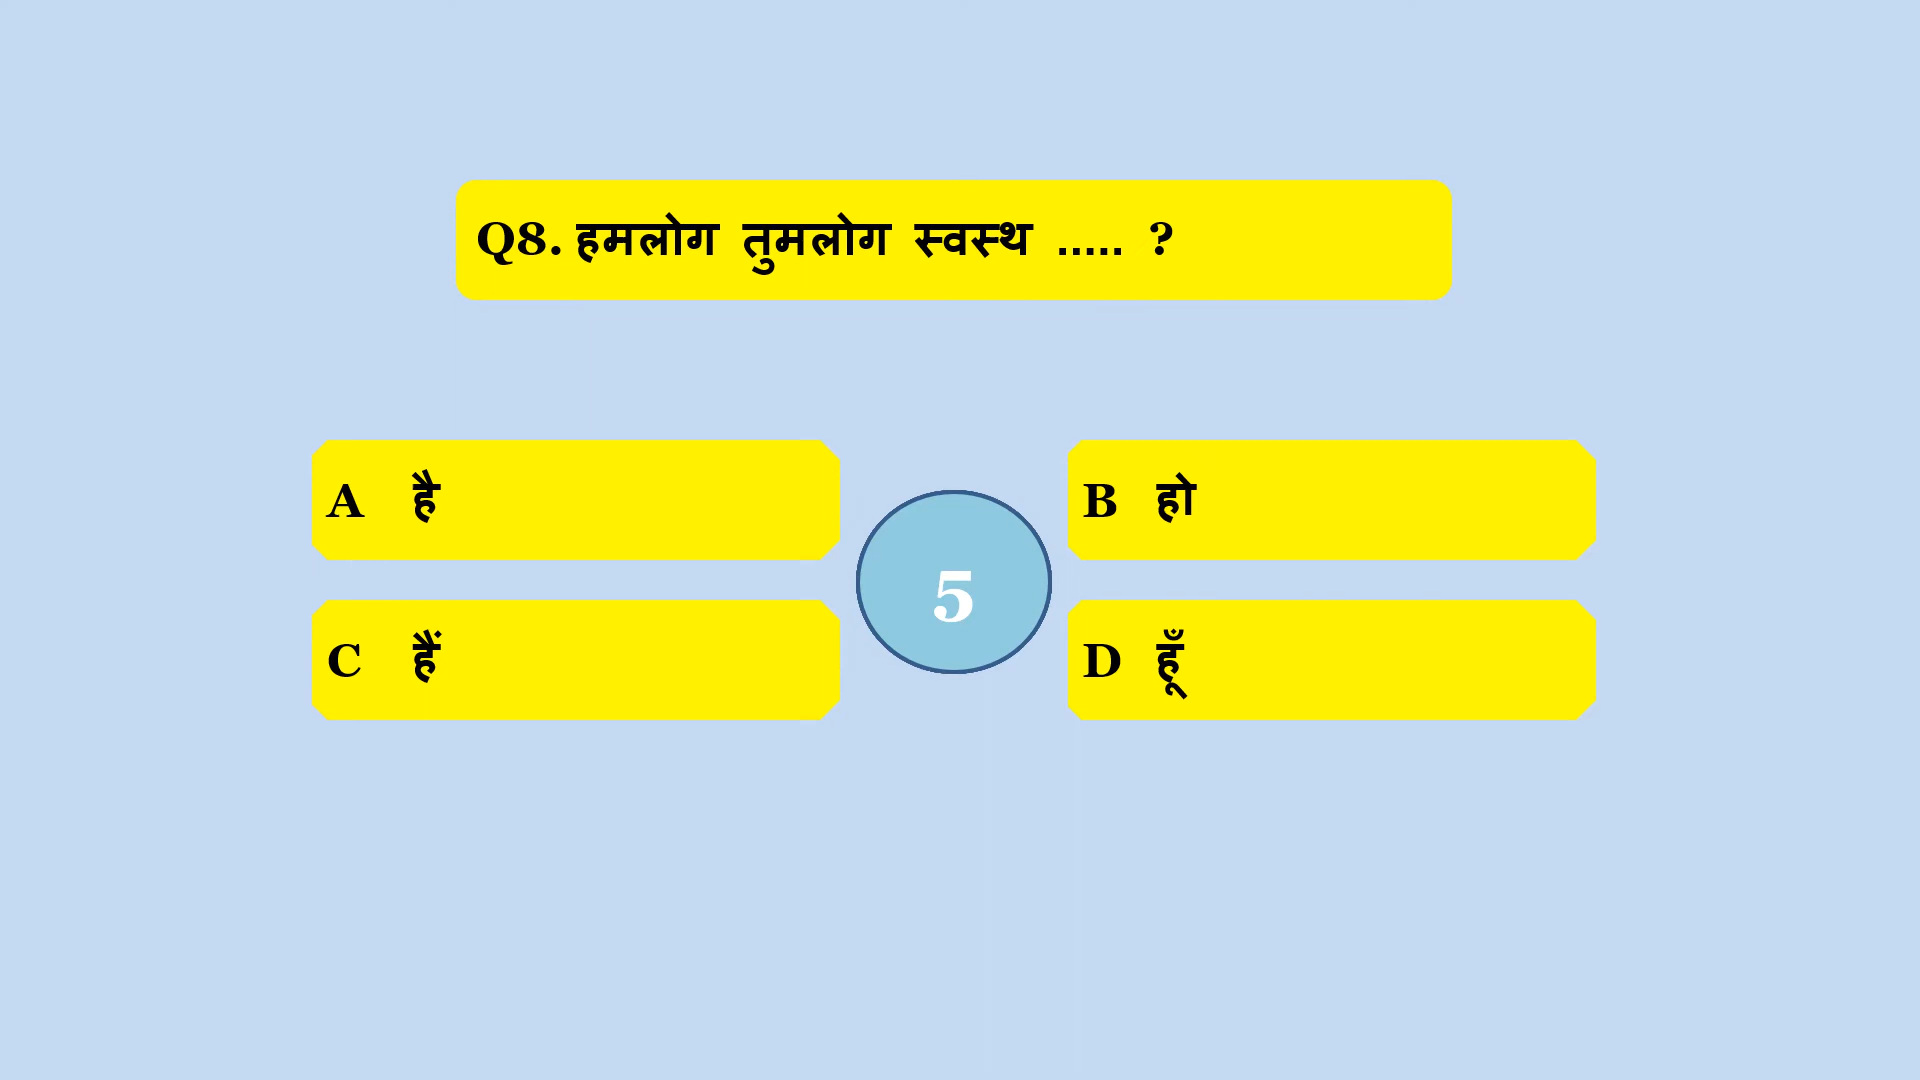 Q8. हमलोग तुमलोग स्वस्थ ..... ?
A है
B हो
5
C हैं
D हूँ